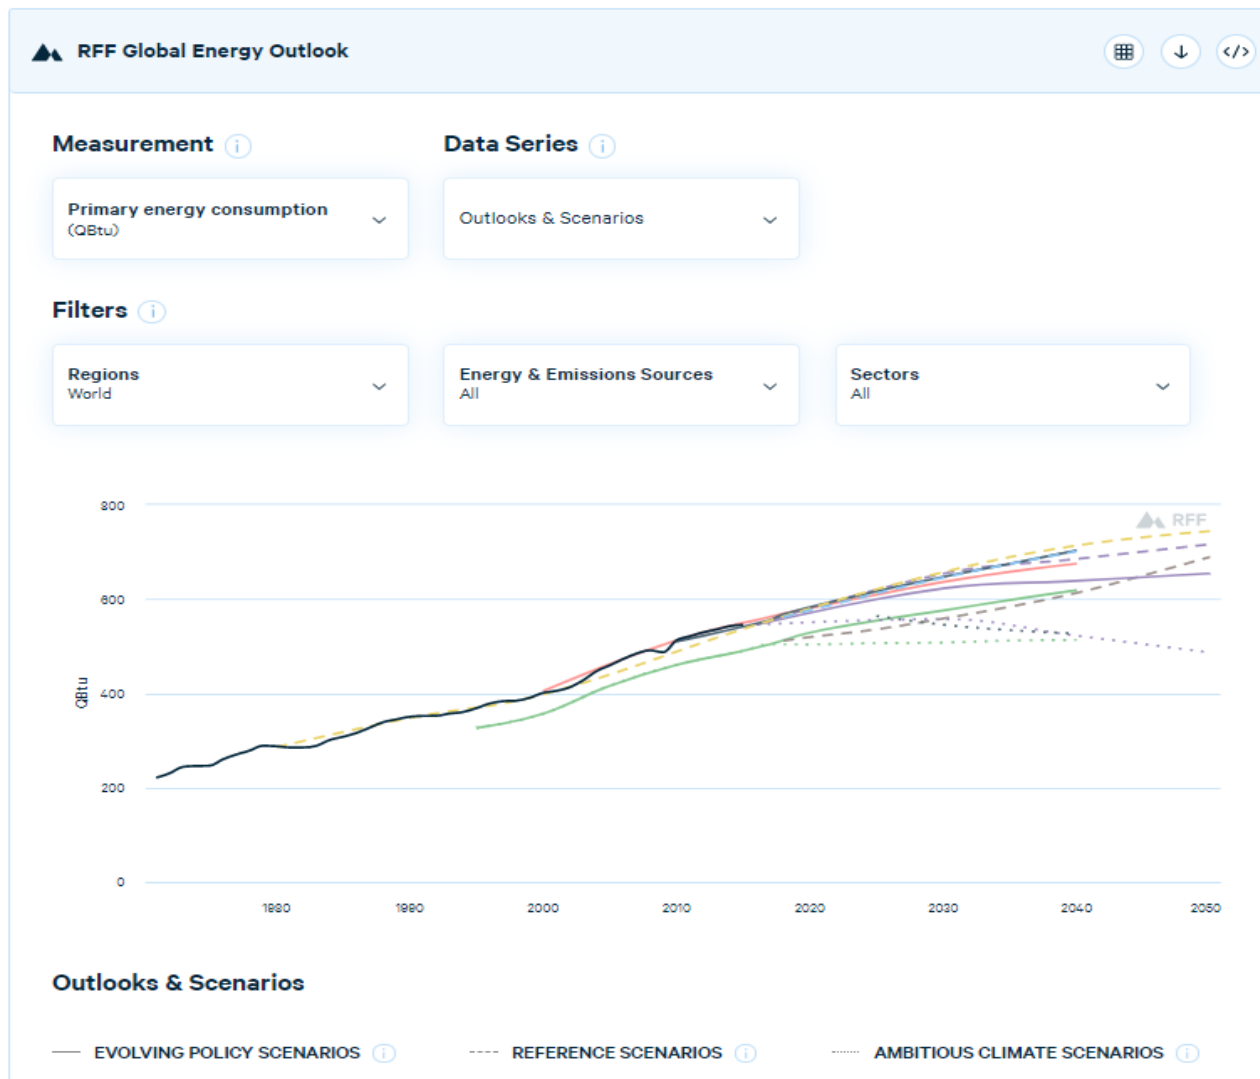 RFF Global Energy Outlook
</>
Measurement i
Data Series i
Primary energy consumption
(QBtu)
Outlooks & Scenarios
Filters i
Regions
World
Energy & Emissions Sources
All
Sectors
All
800
600
400
200
0
QBtu
RFF
1980
1990
2000
2010
2020
2030
2040
2050
Outlooks & Scenarios
EVOLVING POLICY SCENARIOS i
REFERENCE SCENARIOS i
AMBITIOUS CLIMATE SCENARIOS i